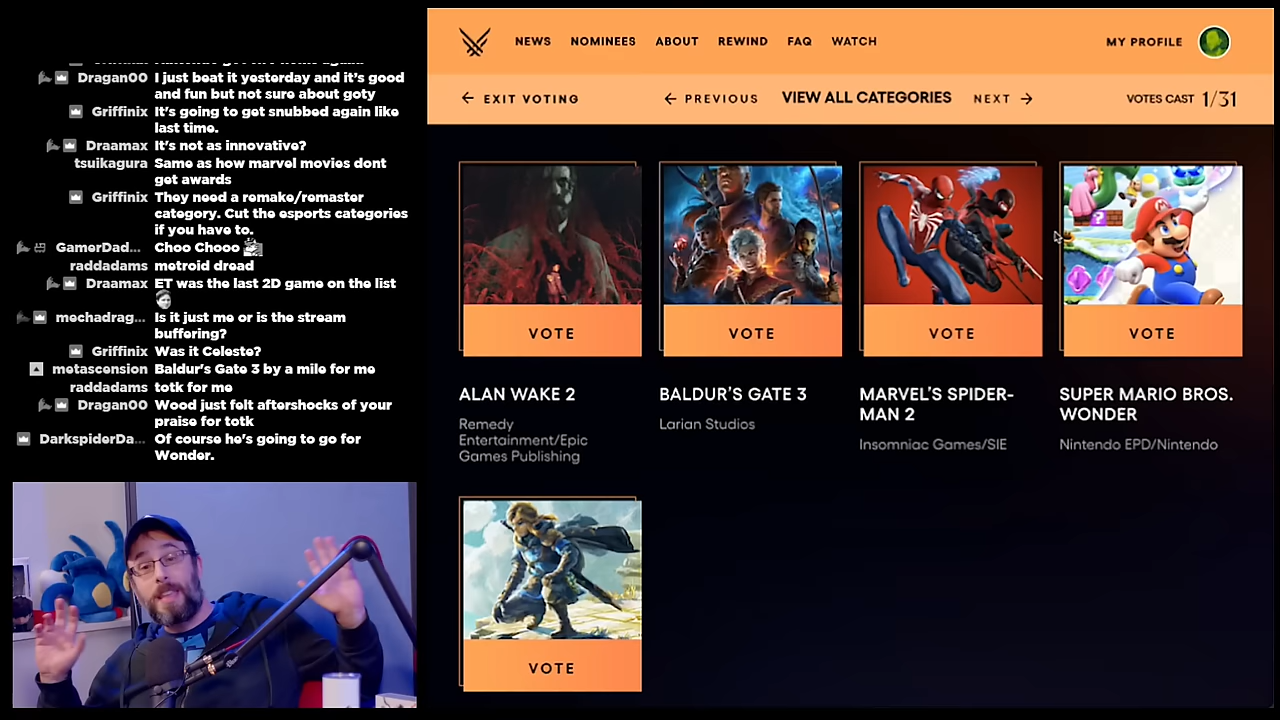 Dragan00 I just beat it yesterday and it's good
and fun but not sure about goty
Griffinix It's going to get snubbed again like
last time.
Draamax It's not as innovative?
tsuikagura Same as how marvel movies dont
get awards
Griffinix They need a remake/remaster
category. Cut the esports categories
if you have to.
GamerDad... Choo Chooo
raddadams metroid dread
Draamax ET was the last 2D game on the list
mechadrag... Is it just me or is the stream
buffering?
Griffinix Was it Celeste?
metascension Baldur's Gate 3 by a mile for me
raddadams totk for me
Dragan00 Wood just felt aftershocks of your
praise for totk
DarkspiderDa... Of course he's going to go for
Wonder.
NEWS NOMINEES ABOUT REWIND FAQ WATCH MY PROFILE
← EXIT VOTING ← PREVIOUS VIEW ALL CATEGORIES NEXT → VOTES CAST 1/31
VOTE VOTE VOTE VOTE
ALAN WAKE 2
Remedy
Entertainment/Epic
Games Publishing
BALDUR'S GATE 3
Larian Studios
MARVEL'S SPIDER-
MAN 2
Insomniac Games/SIE
SUPER MARIO BROS.
WONDER
Nintendo EPD/Nintendo
VOTE